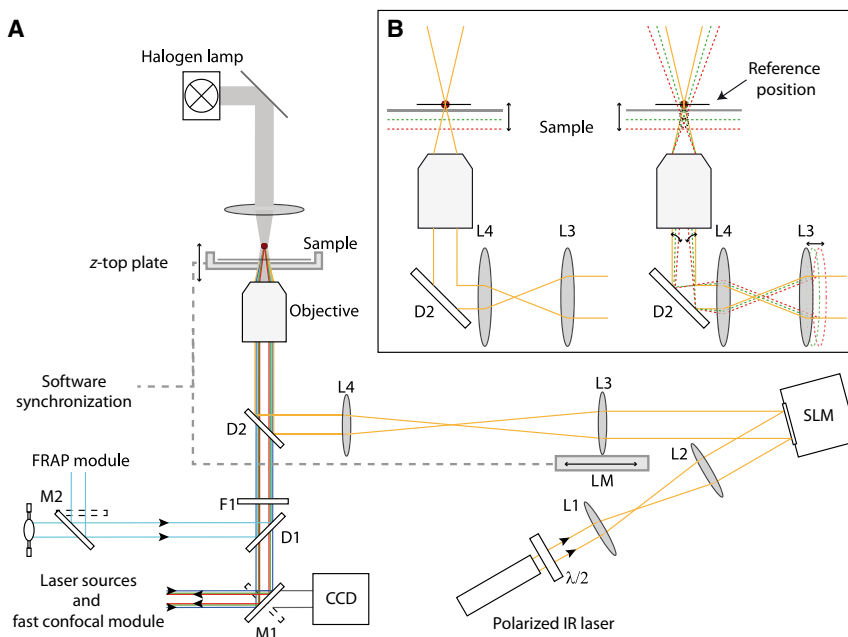 A
Halogen lamp
Sample
z-top plate
Objective
Software
synchronization
L4
L3
D2
SLM
LM
L2
FRAP module
M2
F1
L1
D1
Laser sources
and
fast confocal module
CCD
M1
λ/2
Polarized IR laser
B
Reference
position
Sample
L4
L3
D2
L4
L3
D2